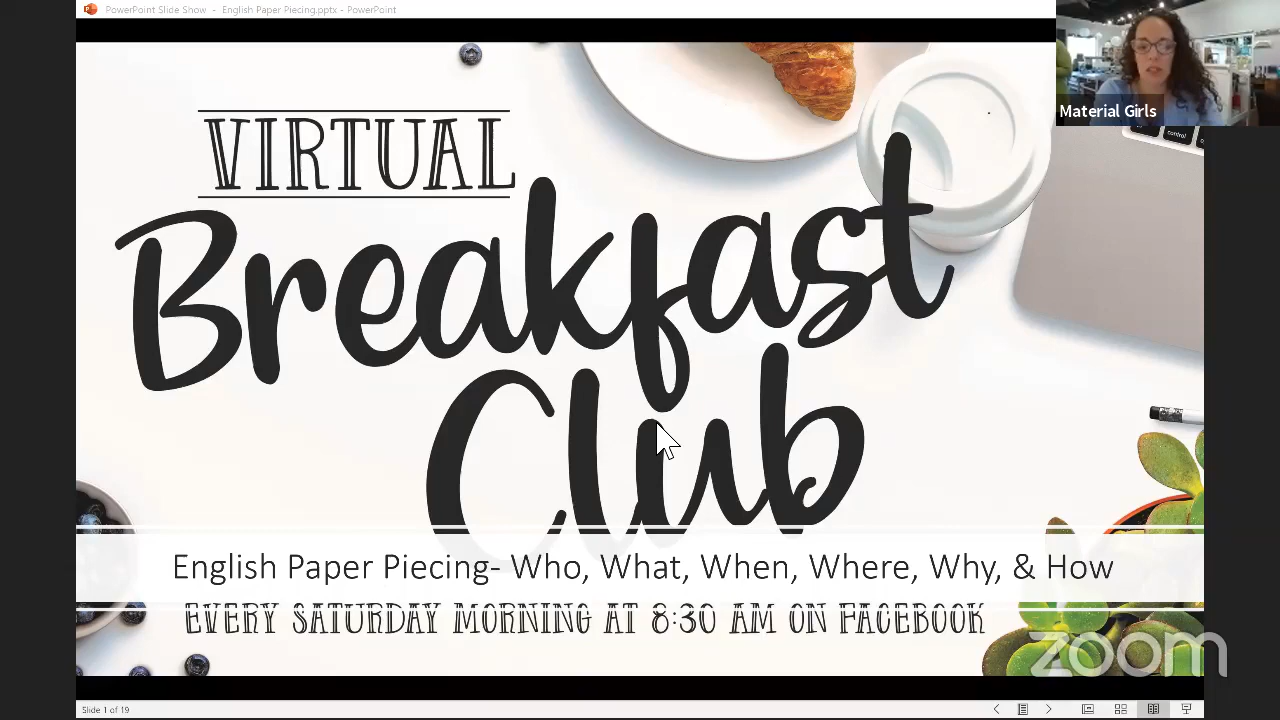 PowerPoint Slide Show - English Paper Piecing.pptx - PowerPoint
Material Girls
control
VIRTUAL
Breakfast
Club
English Paper Piecing- Who, What, When, Where, Why, & How
EVERY SATURDAY MORNING AT 8:30 AM ON FACEBOOK
zoom
Slide 1 of 19